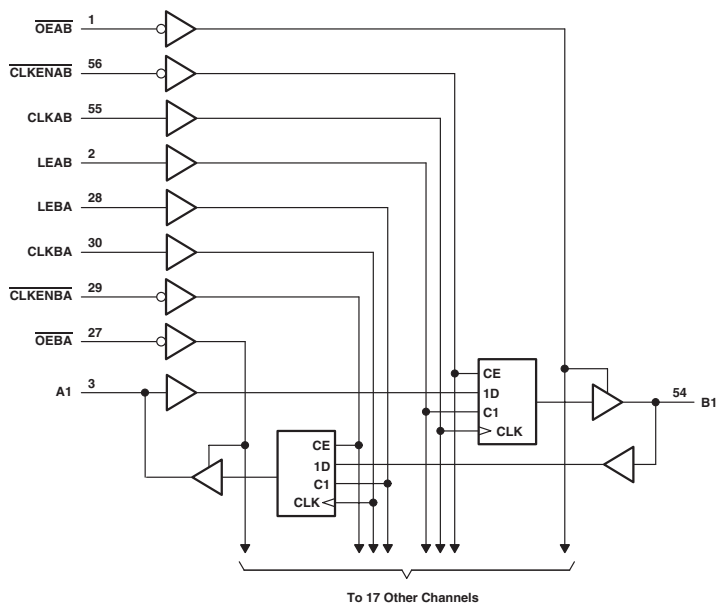 OEAB 1
CLKENAB 56
CLKAB 55
LEAB 2
LEBA 28
CLKBA 30
CLKENBA 29
OEBA 27
A1 3
CE
1D
C1
CLK
54 B1
CE
1D
C1
CLK
To 17 Other Channels